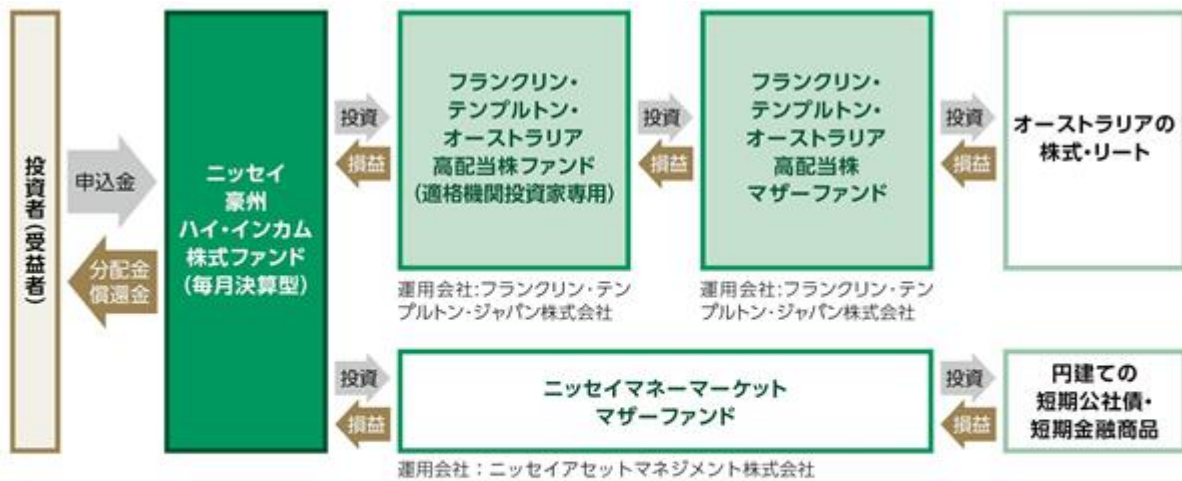 投資者(受益者)
申込金
分配金
償還金
ニッセイ
豪州
ハイ・インカム
株式ファンド
(毎月決算型)
投資
損益
フランクリン・
テンプルトン・
オーストラリア
高配当株ファンド
(適格機関投資家専用)
運用会社:フランクリン・テン
プルトン・ジャパン株式会社
投資
損益
フランクリン・
テンプルトン・
オーストラリア
高配当株
マザーファンド
運用会社:フランクリン・テン
プルトン・ジャパン株式会社
投資
損益
オーストラリアの
株式・リート
投資
損益
ニッセイマネーマーケット
マザーファンド
運用会社:ニッセイアセットマネジメント株式会社
投資
損益
円建ての
短期公社債・
短期金融商品